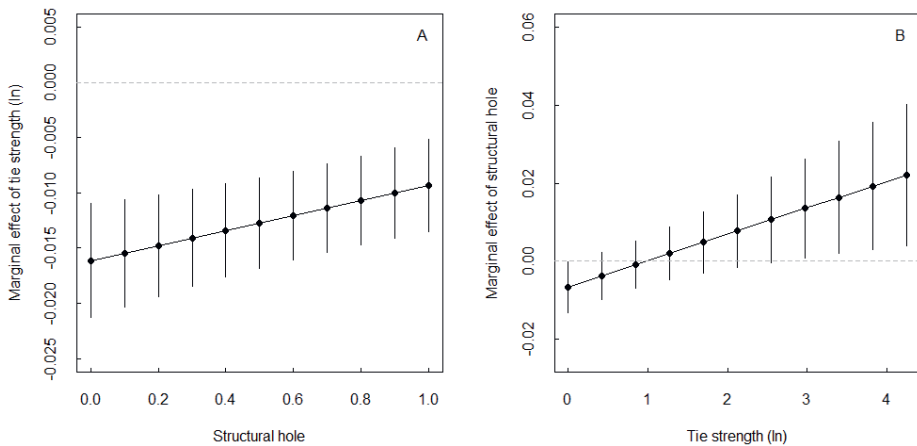 A
Marginal effect of tie strength (ln)
0.005
0.000
-0.005
-0.010
-0.015
-0.020
-0.025
0.0 0.2 0.4 0.6 0.8 1.0
Structural hole
B
Marginal effect of structural hole
0.06
0.04
0.02
0.00
-0.02
0 1 2 3 4
Tie strength (ln)